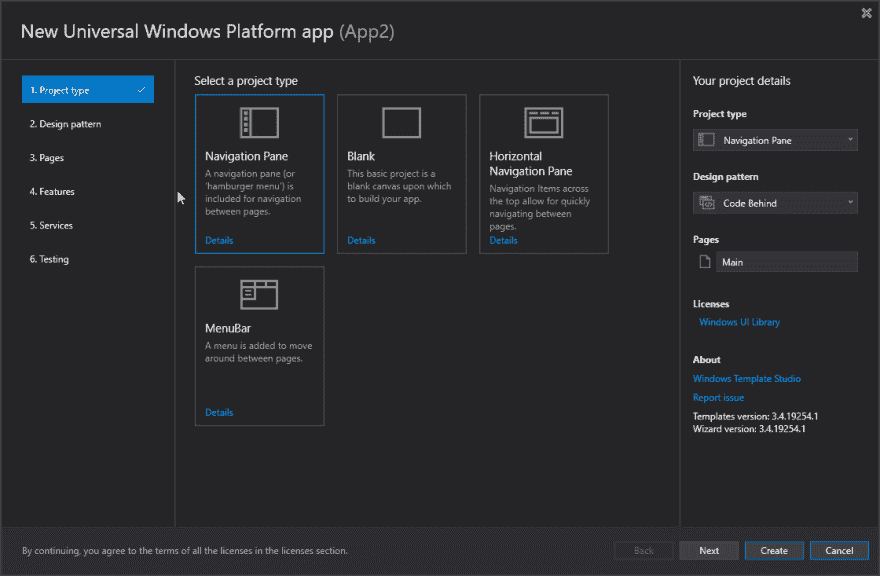 New Universal Windows Platform app (App2)
1. Project type
2. Design pattern
3. Pages
4. Features
5. Services
6. Testing
Select a project type
Navigation Pane
A navigation pane (or
'hamburger menu') is
included for navigation
between pages.
Details
Blank
This basic project is a
blank canvas upon which
to build your app.
Details
Horizontal
Navigation Pane
Navigation Items across
the top allow for quickly
navigating between
pages.
Details
MenuBar
A menu is added to move
around between pages.
Details
Your project details
Project type
Navigation Pane
Design pattern
Code Behind
Pages
Main
Licenses
Windows UI Library
About
Windows Template Studio
Report issue
Templates version: 3.4.19254.1
Wizard version: 3.4.19254.1
By continuing, you agree to the terms of all the licenses in the licenses section.
Back
Next
Create
Cancel